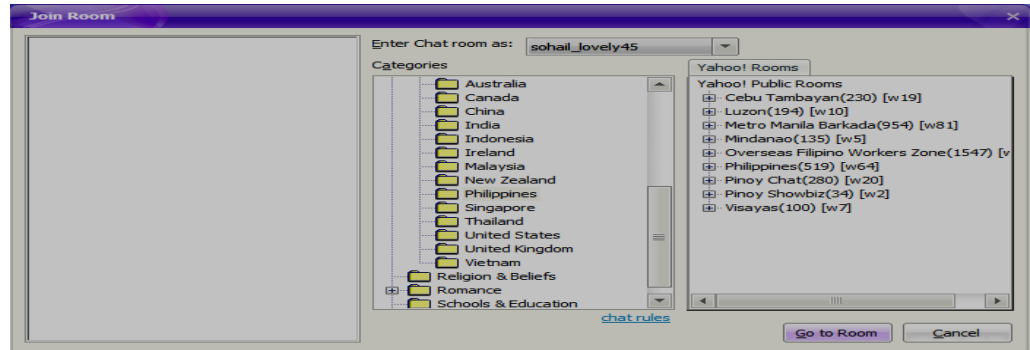 Join Room
Enter Chat room as: sohail_lovely45
Categories
Australia
Canada
China
India
Indonesia
Ireland
Malaysia
New Zealand
Philippines
Singapore
Thailand
United States
United Kingdom
Vietnam
Religion & Beliefs
Romance
Schools & Education
chat rules
Yahoo! Rooms
Yahoo! Public Rooms
Cebu Tambayan(230) [w19]
Luzon(194) [w10]
Metro Manila Barkada(954) [w81]
Mindanao(135) [w5]
Overseas Filipino Workers Zone(1547) [w
Philippines(519) [w64]
Pinoy Chat(280) [w20]
Pinoy Showbiz(34) [w2]
Visayas(100) [w7]
Go to Room
Cancel